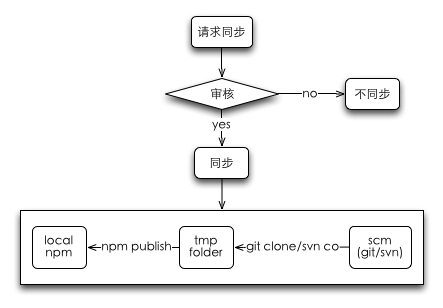 请求同步
审核
no
不同步
yes
同步
local
npm
npm publish
tmp
folder
git clone/svn co
scm
(git/svn)